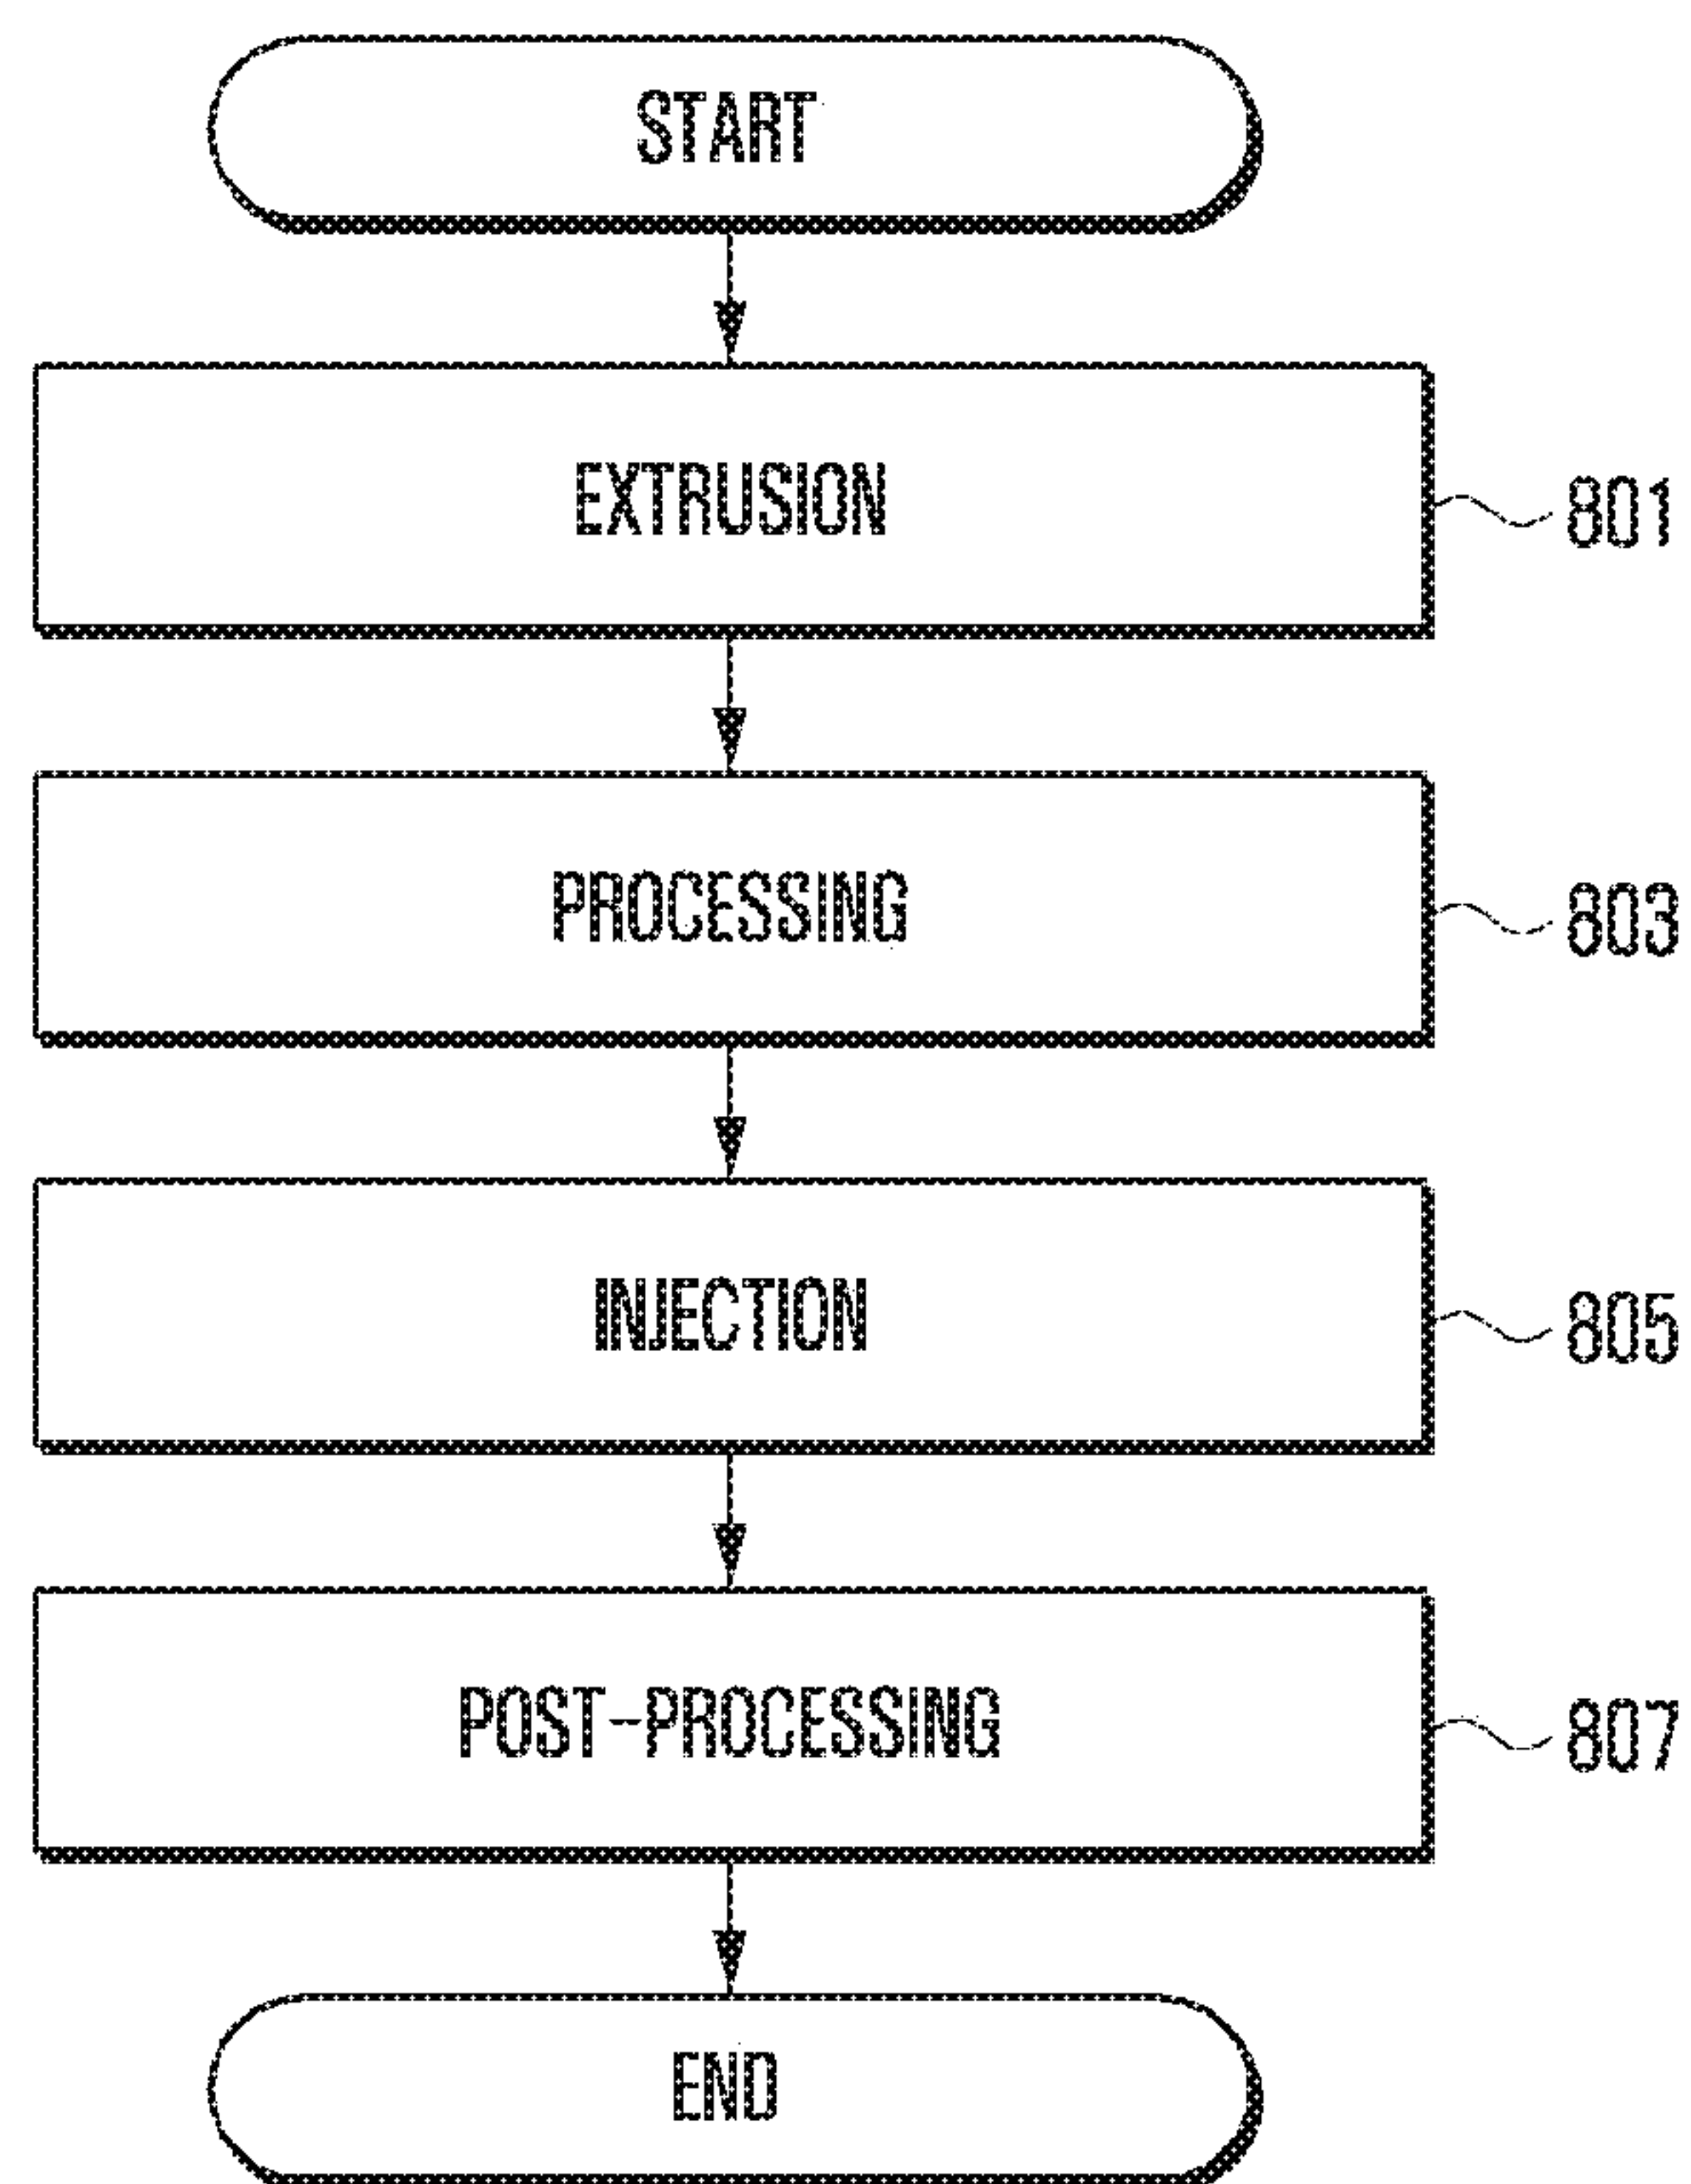 START
EXTRUSION
801
PROCESSING
803
INJECTION
805
POST-PROCESSING
807
END